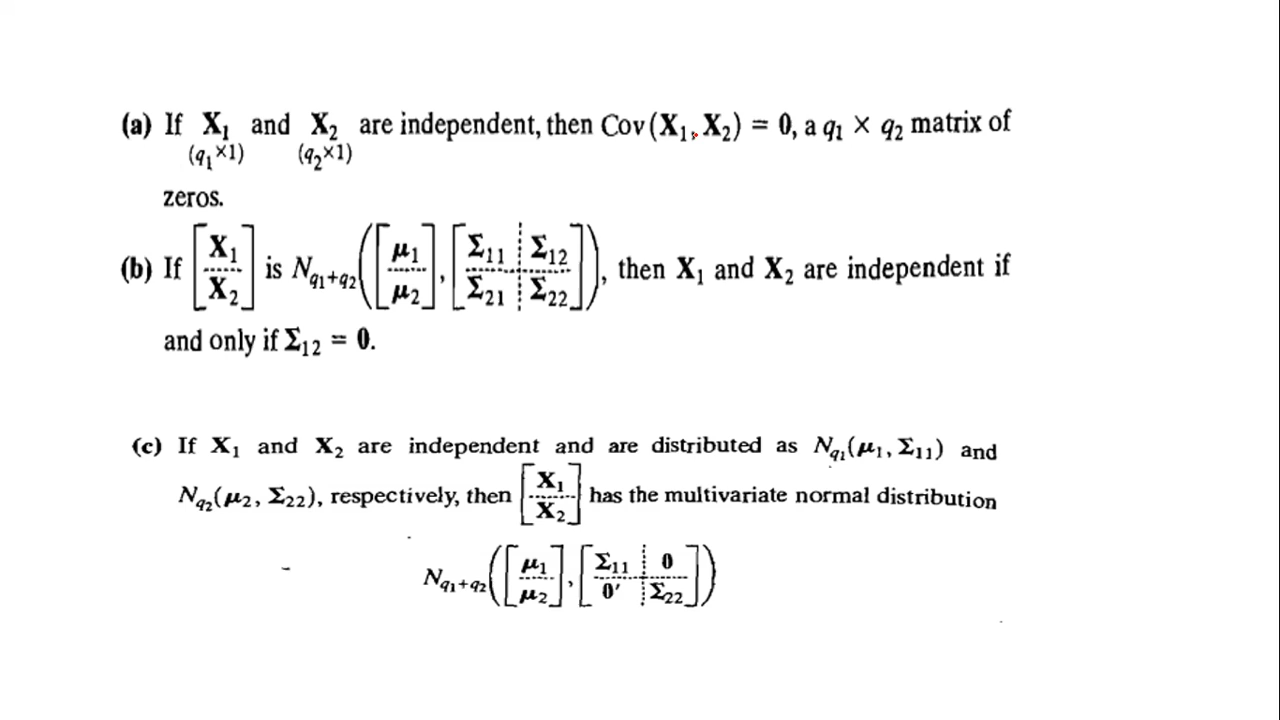 (a) If X₁ and X₂ are independent, then Cov(X₁, X₂) = 0, a q₁ × q₂ matrix of
(q₁×1) (q₂×1)
zeros.
(b) If [X₁ / X₂] is N_{q₁+q₂}([μ₁ / μ₂], [Σ₁₁ Σ₁₂ / Σ₂₁ Σ₂₂]), then X₁ and X₂ are independent if
and only if Σ₁₂ = 0.
(c) If X₁ and X₂ are independent and are distributed as N_{q₁}(μ₁, Σ₁₁) and
N_{q₂}(μ₂, Σ₂₂), respectively, then [X₁ / X₂] has the multivariate normal distribution
N_{q₁+q₂}([μ₁ / μ₂], [Σ₁₁ 0 / 0′ Σ₂₂])